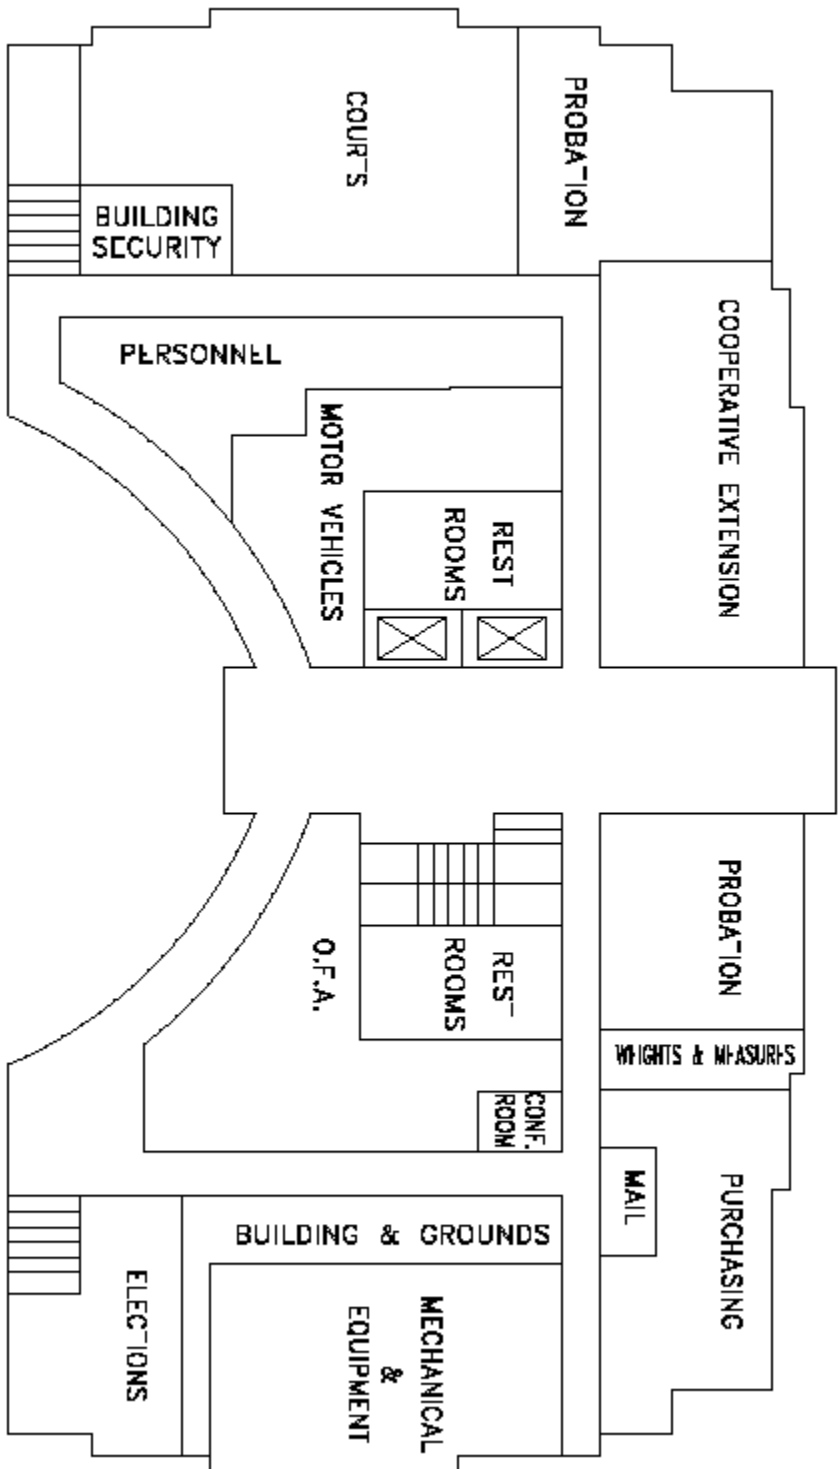 COURTS
PROBATION
BUILDING
SECURITY
PERSONNEL
COOPERATIVE EXTENSION
MOTOR VEHICLES
REST
ROOMS
PROBATION
O.F.A.
REST
ROOMS
WEIGHTS & MEASURES
CONF.
ROOM
MAIL
PURCHASING
BUILDING & GROUNDS
ELECTIONS
MECHANICAL
&
EQUIPMENT